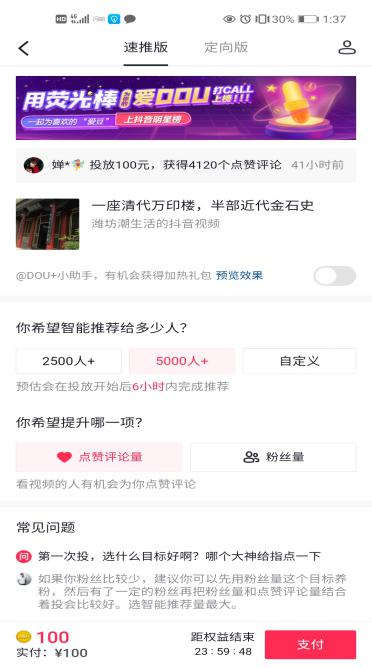 HD 4G 30% 1:37
速推版 定向版
用荧光棒 爱DOU 打CALL 上榜!!!
一起为喜欢的“爱豆” 上抖音明星榜
婵*🧚 投放100元，获得4120个点赞评论 41小时前
一座清代万印楼，半部近代金石史
潍坊潮生活的抖音视频
@DOU+小助手，有机会获得加热礼包 预览效果
你希望智能推荐给多少人？
2500人+ 5000人+ 自定义
预估会在投放开始后6小时内完成推荐
你希望提升哪一项？
点赞评论量 粉丝量
看视频的人有机会为你点赞评论
常见问题
问 第一次投，选什么目标好啊？哪个大神给指点一下
如果你粉丝比较少，建议你可以先用粉丝量这个目标养
粉，然后有了一定的粉丝再把粉丝量和点赞评论量结合
着投会比较好。选智能推荐量最大。
100 距权益结束 支付
实付：¥100 23:59:48